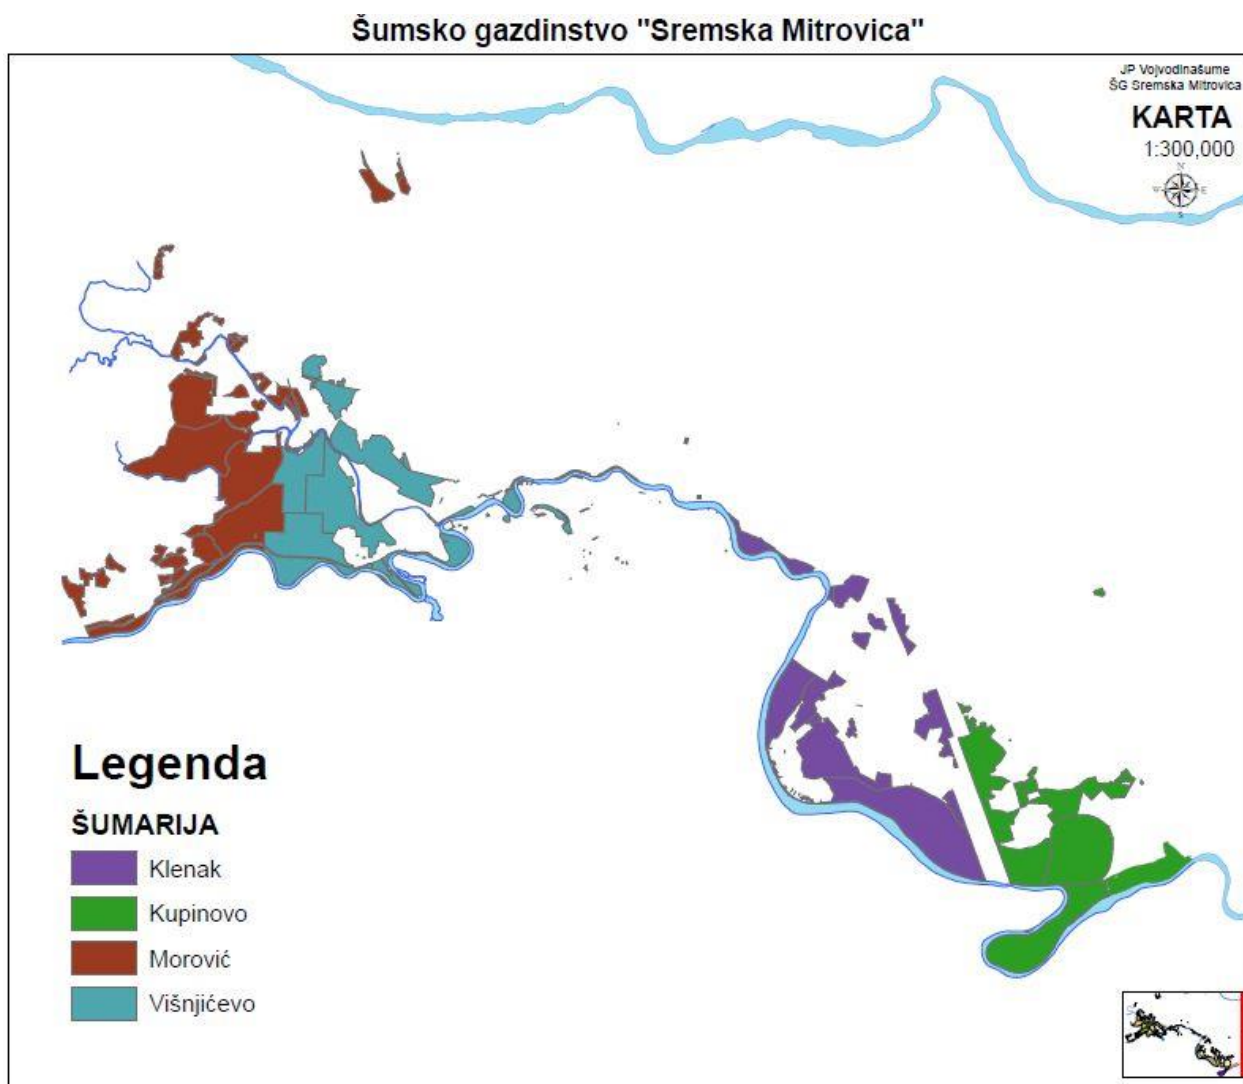 Šumsko gazdinstvo "Sremska Mitrovica"
JP Vojvodinašume
ŠG Sremska Mitrovica
KARTA
1:300,000
N
W E
S
Legenda
ŠUMARIJA
Klenak
Kupinovo
Morović
Višnjićevo